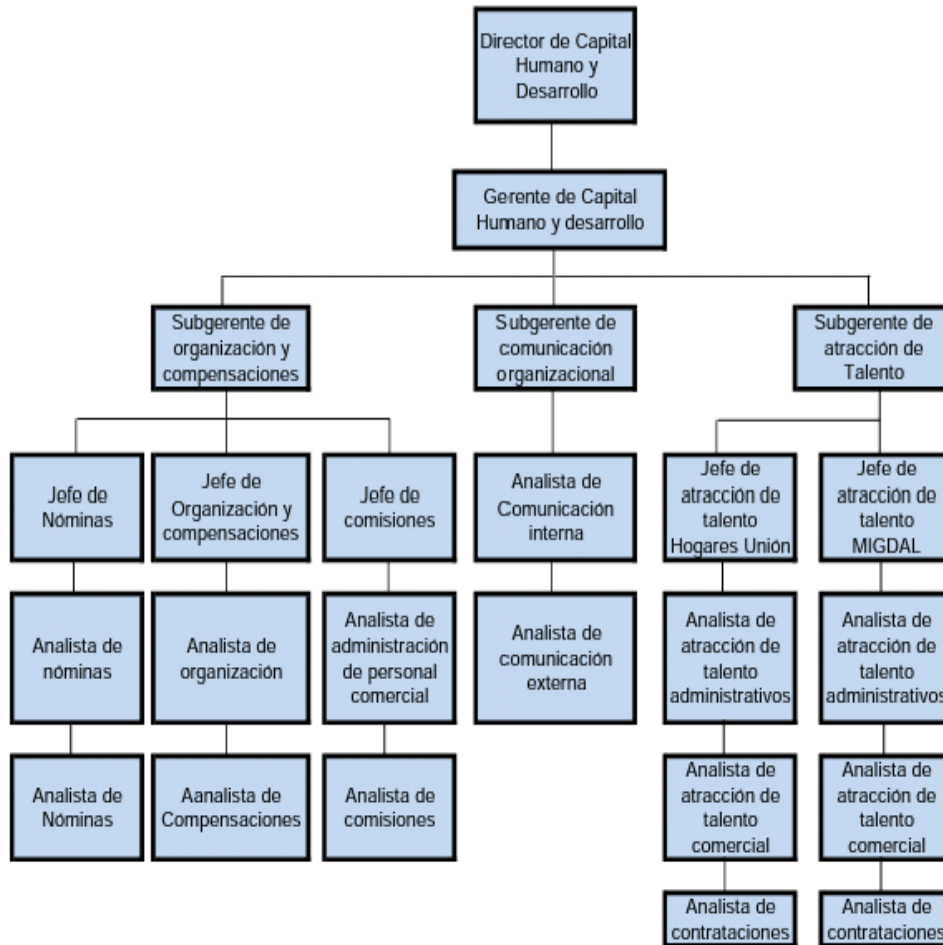 Director de Capital
Humano y
Desarrollo
Gerente de Capital
Humano y desarrollo
Subgerente de
organización y
compensaciones
Subgerente de
comunicación
organizacional
Subgerente de
atracción de
Talento
Jefe de
Nóminas
Jefe de
Organización y
compensaciones
Jefe de
comisiones
Analista de
Comunicación
interna
Jefe de
atracción de
talento
Hogares Unión
Jefe de
atracción de
talento
MIGDAL
Analista de
nóminas
Analista de
organización
Analista de
administración
de personal
comercial
Analista de
comunicación
externa
Analista de
atracción de
talento
administrativos
Analista de
atracción de
talento
administrativos
Analista de
Nóminas
Aanalista de
Compensaciones
Analista de
comisiones
Analista de
atracción de
talento
comercial
Analista de
atracción de
talento
comercial
Analista de
contrataciones
Analista de
contrataciones